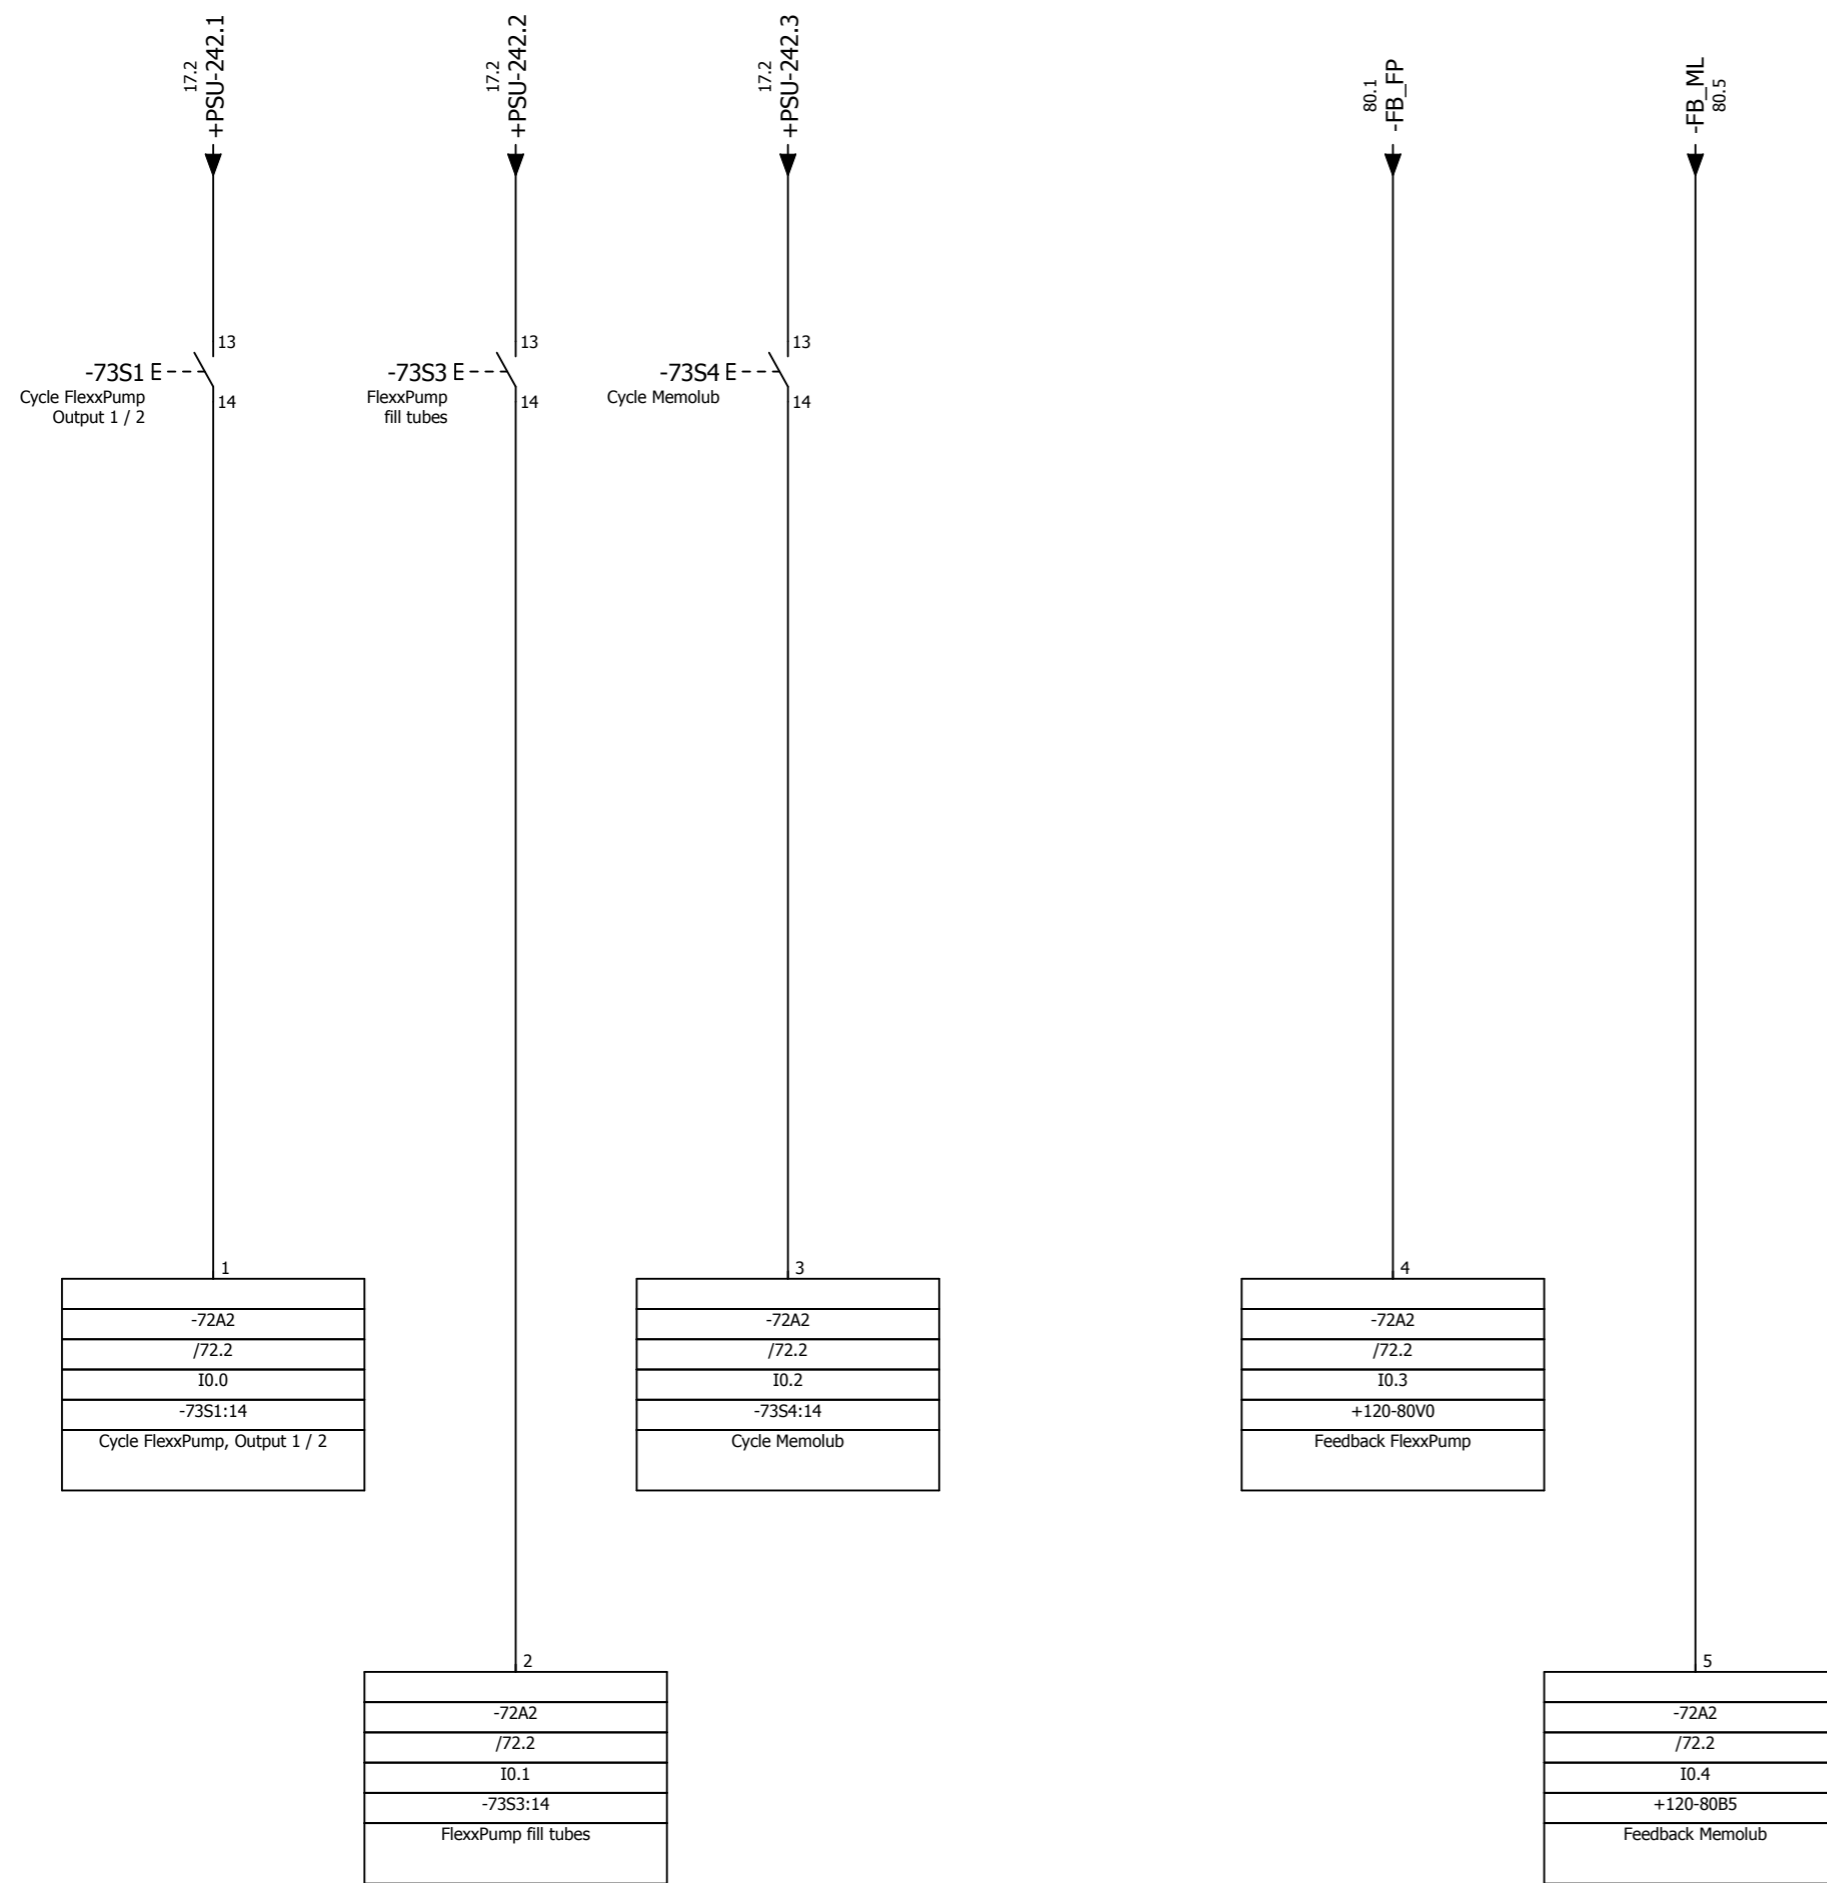 17.2
+PSU-242.1
17.2
+PSU-242.2
17.2
+PSU-242.3
80.1
-FB_FP
-FB_ML
80.5
13
-73S1 E
Cycle FlexxPump
Output 1 / 2
14
13
-73S3 E
FlexxPump
fill tubes
14
13
-73S4 E
Cycle Memolub
14
1
-72A2
/72.2
I0.0
-73S1:14
Cycle FlexxPump, Output 1 / 2
3
-72A2
/72.2
I0.2
-73S4:14
Cycle Memolub
4
-72A2
/72.2
I0.3
+120-80V0
Feedback FlexxPump
2
-72A2
/72.2
I0.1
-73S3:14
FlexxPump fill tubes
5
-72A2
/72.2
I0.4
+120-80B5
Feedback Memolub